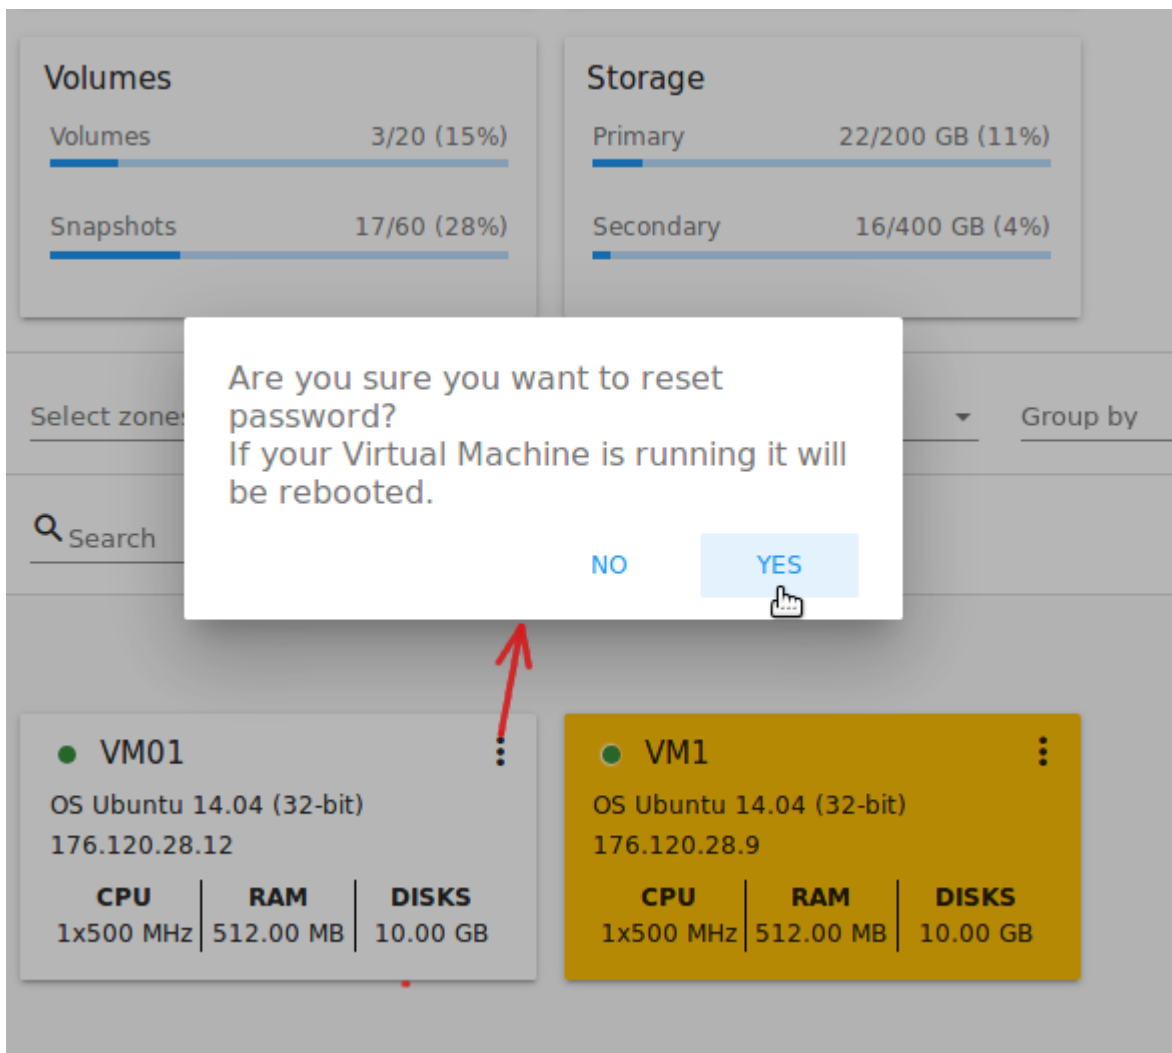 Volumes
Volumes 3/20 (15%)
Snapshots 17/60 (28%)
Storage
Primary 22/200 GB (11%)
Secondary 16/400 GB (4%)
Are you sure you want to reset
password?
If your Virtual Machine is running it will
be rebooted.
NO YES
Select zones
Group by
Search
VM01
OS Ubuntu 14.04 (32-bit)
176.120.28.12
CPU RAM DISKS
1x500 MHz 512.00 MB 10.00 GB
VM1
OS Ubuntu 14.04 (32-bit)
176.120.28.9
CPU RAM DISKS
1x500 MHz 512.00 MB 10.00 GB